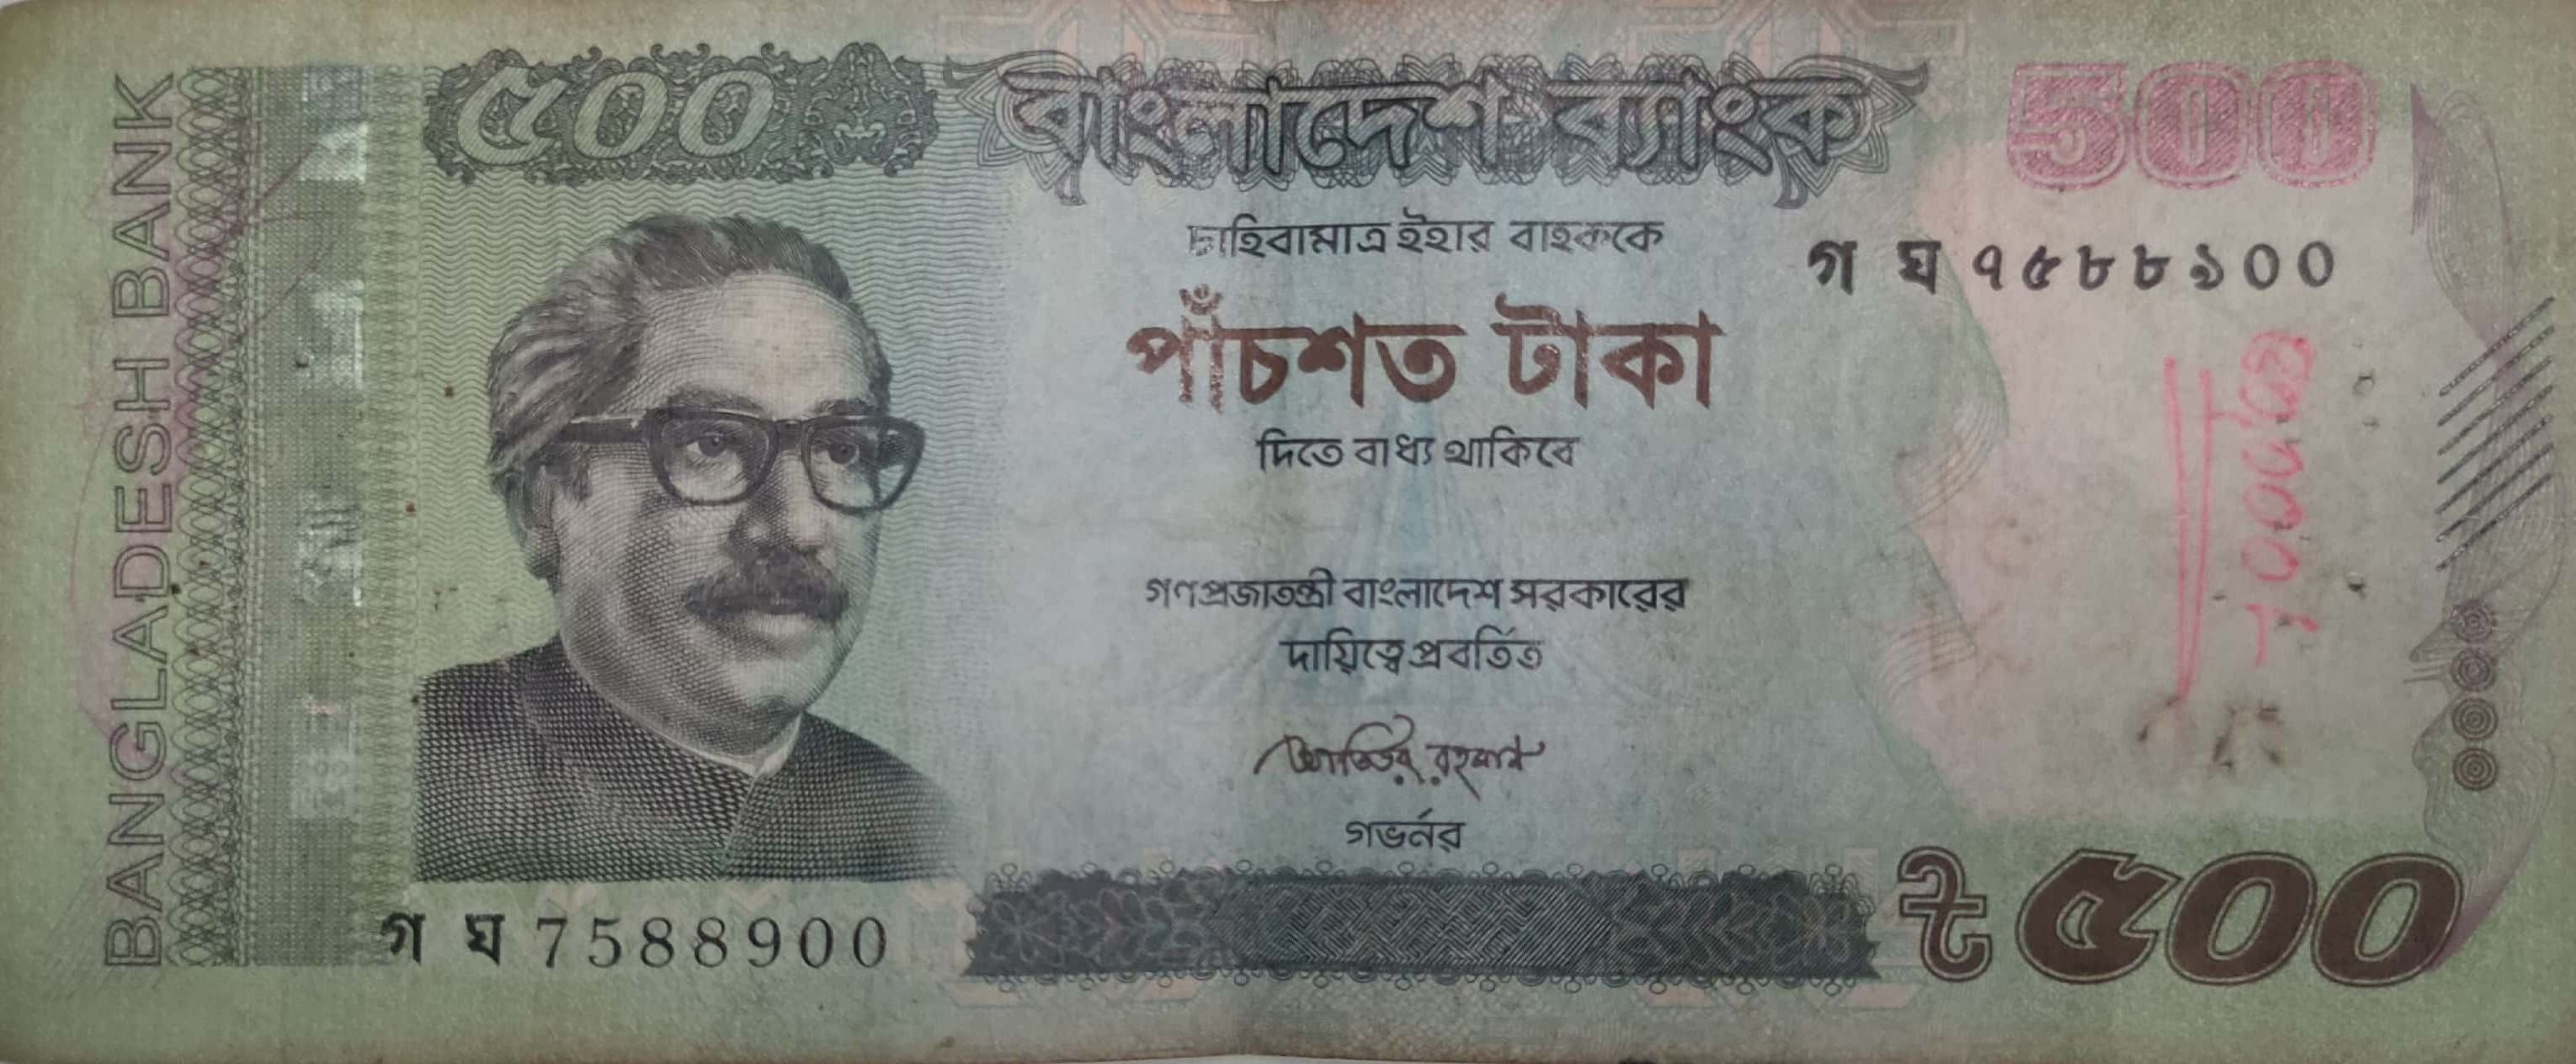 BANGLADESH BANK
৫০০
বাংলাদেশ ব্যাংক
500
চাহিবামাত্র ইহার বাহককে
গ ঘ ৭৫৮৮৯০০
পাঁচশত টাকা
দিতে বাধ্য থাকিবে
গণপ্রজাতন্ত্রী বাংলাদেশ সরকারের
দায়িত্বে প্রবর্তিত
আতিউর রহমান
গভর্নর
গ ঘ 7588900
৳ ৫০০